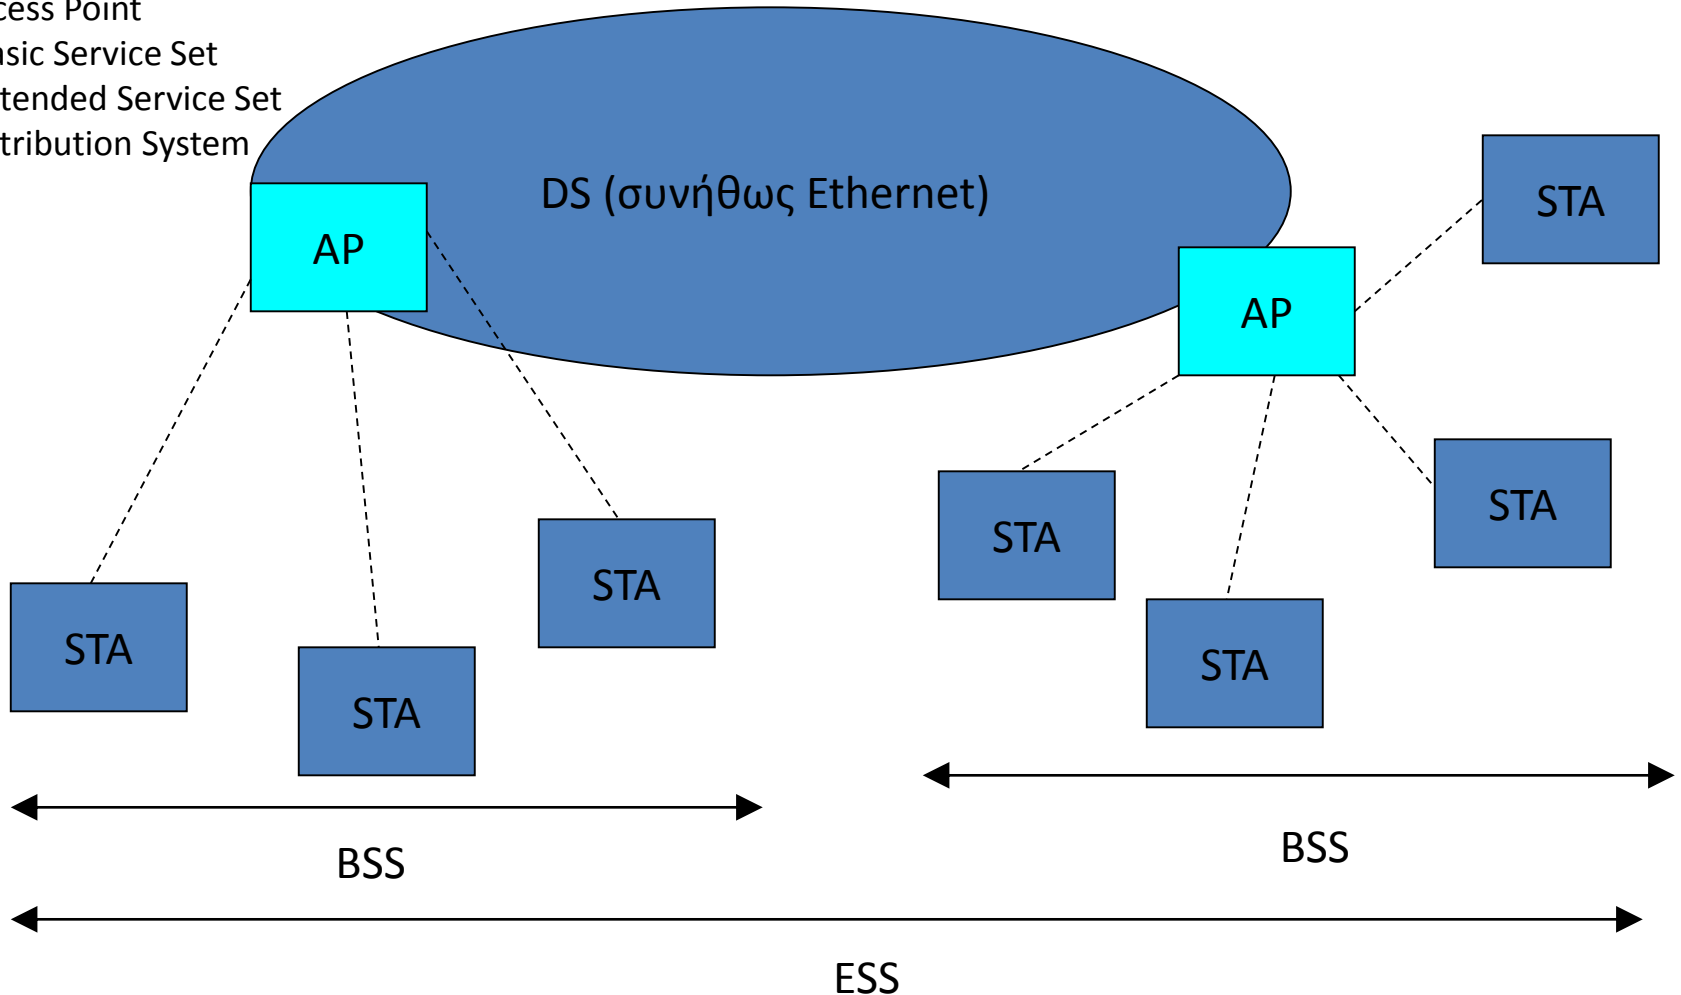 cess Point
asic Service Set
tended Service Set
tribution System
DS (συνήθως Ethernet)
STA
AP
AP
STA
STA
STA
STA
STA
STA
BSS
BSS
ESS